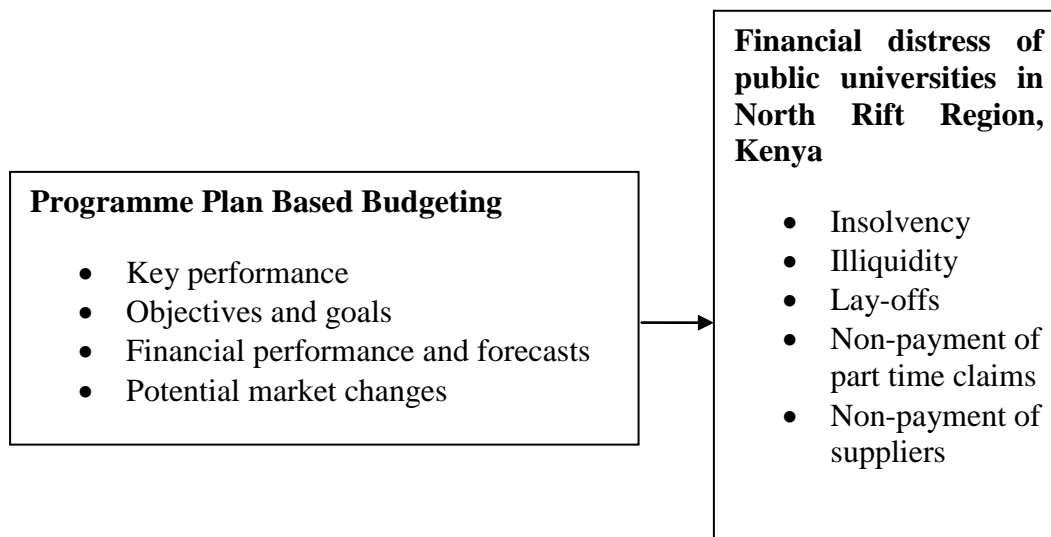 Programme Plan Based Budgeting
• Key performance
• Objectives and goals
• Financial performance and forecasts
• Potential market changes
Financial distress of
public universities in
North Rift Region,
Kenya
• Insolvency
• Illiquidity
• Lay-offs
• Non-payment of
part time claims
• Non-payment of
suppliers